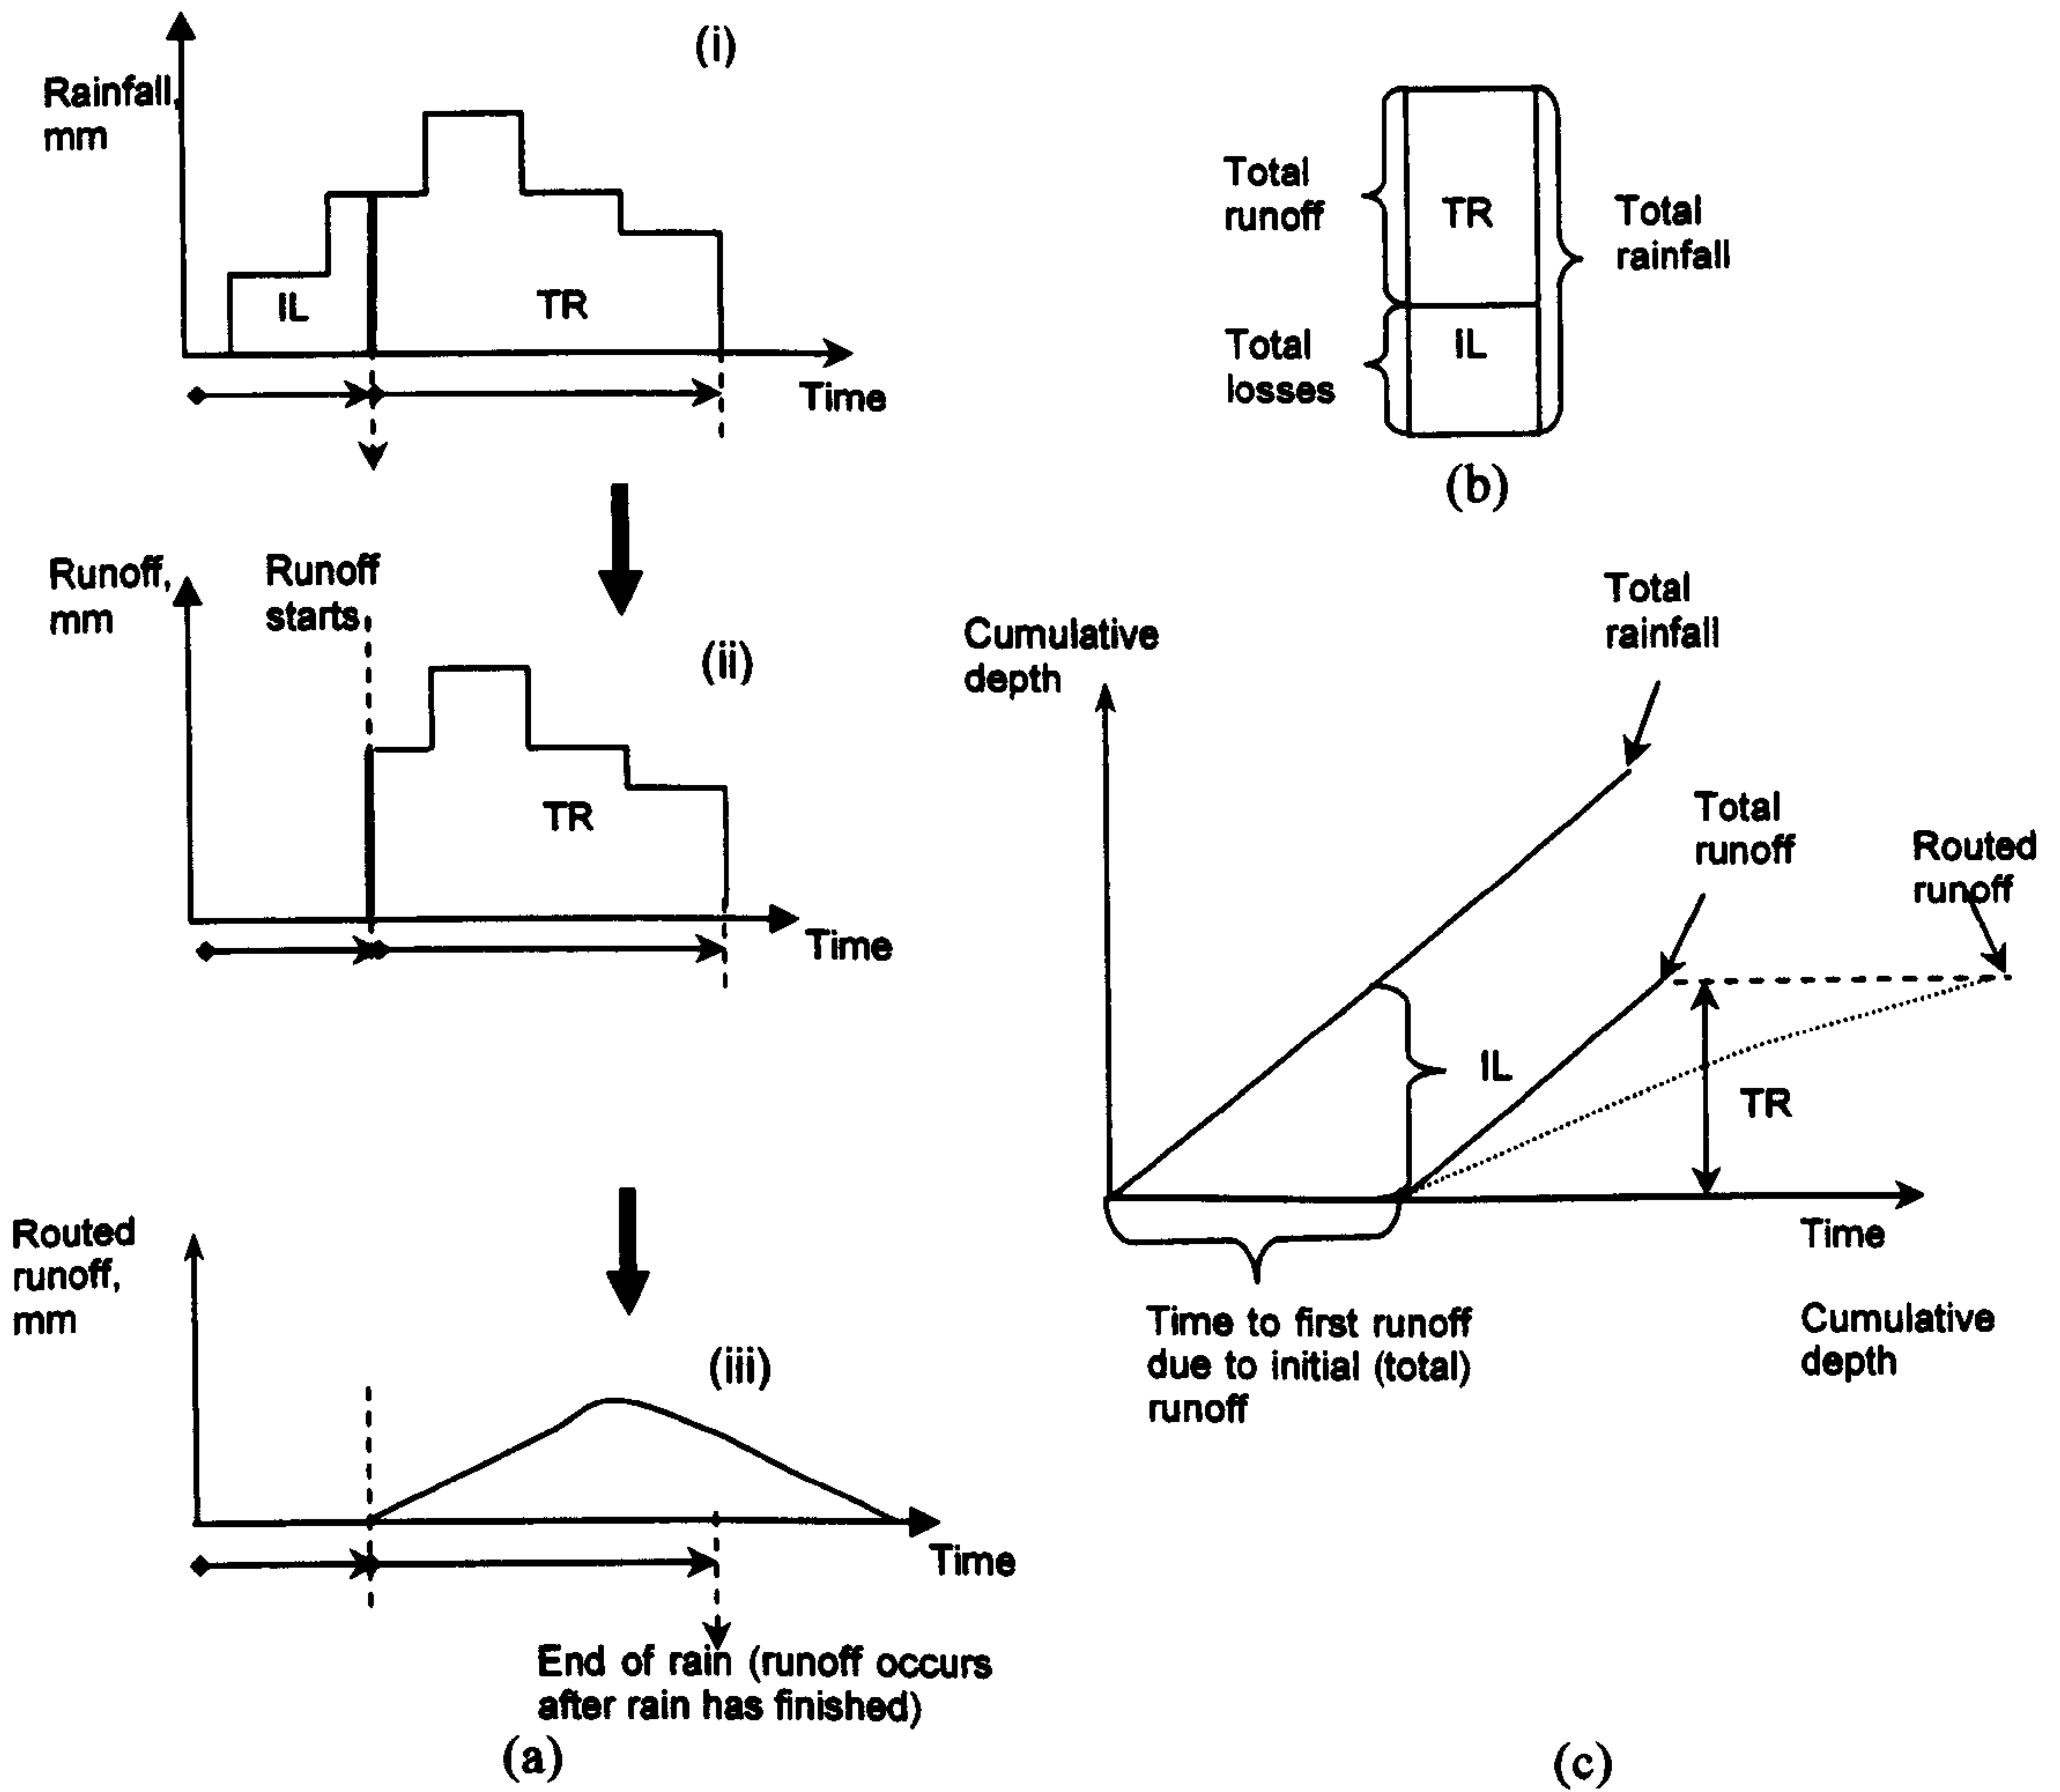 (i)
Rainfall,
mm
IL
TR
Time
Runoff,
mm
Runoff
starts
(ii)
TR
Time
Routed
runoff,
mm
(iii)
Time
End of rain (runoff occurs
after rain has finished)
(a)
Total
runoff
TR
Total
rainfall
Total
losses
IL
(b)
Cumulative
depth
Total
rainfall
Total
runoff
Routed
runoff
IL
TR
Time
Time to first runoff
due to initial (total)
runoff
Cumulative
depth
(c)